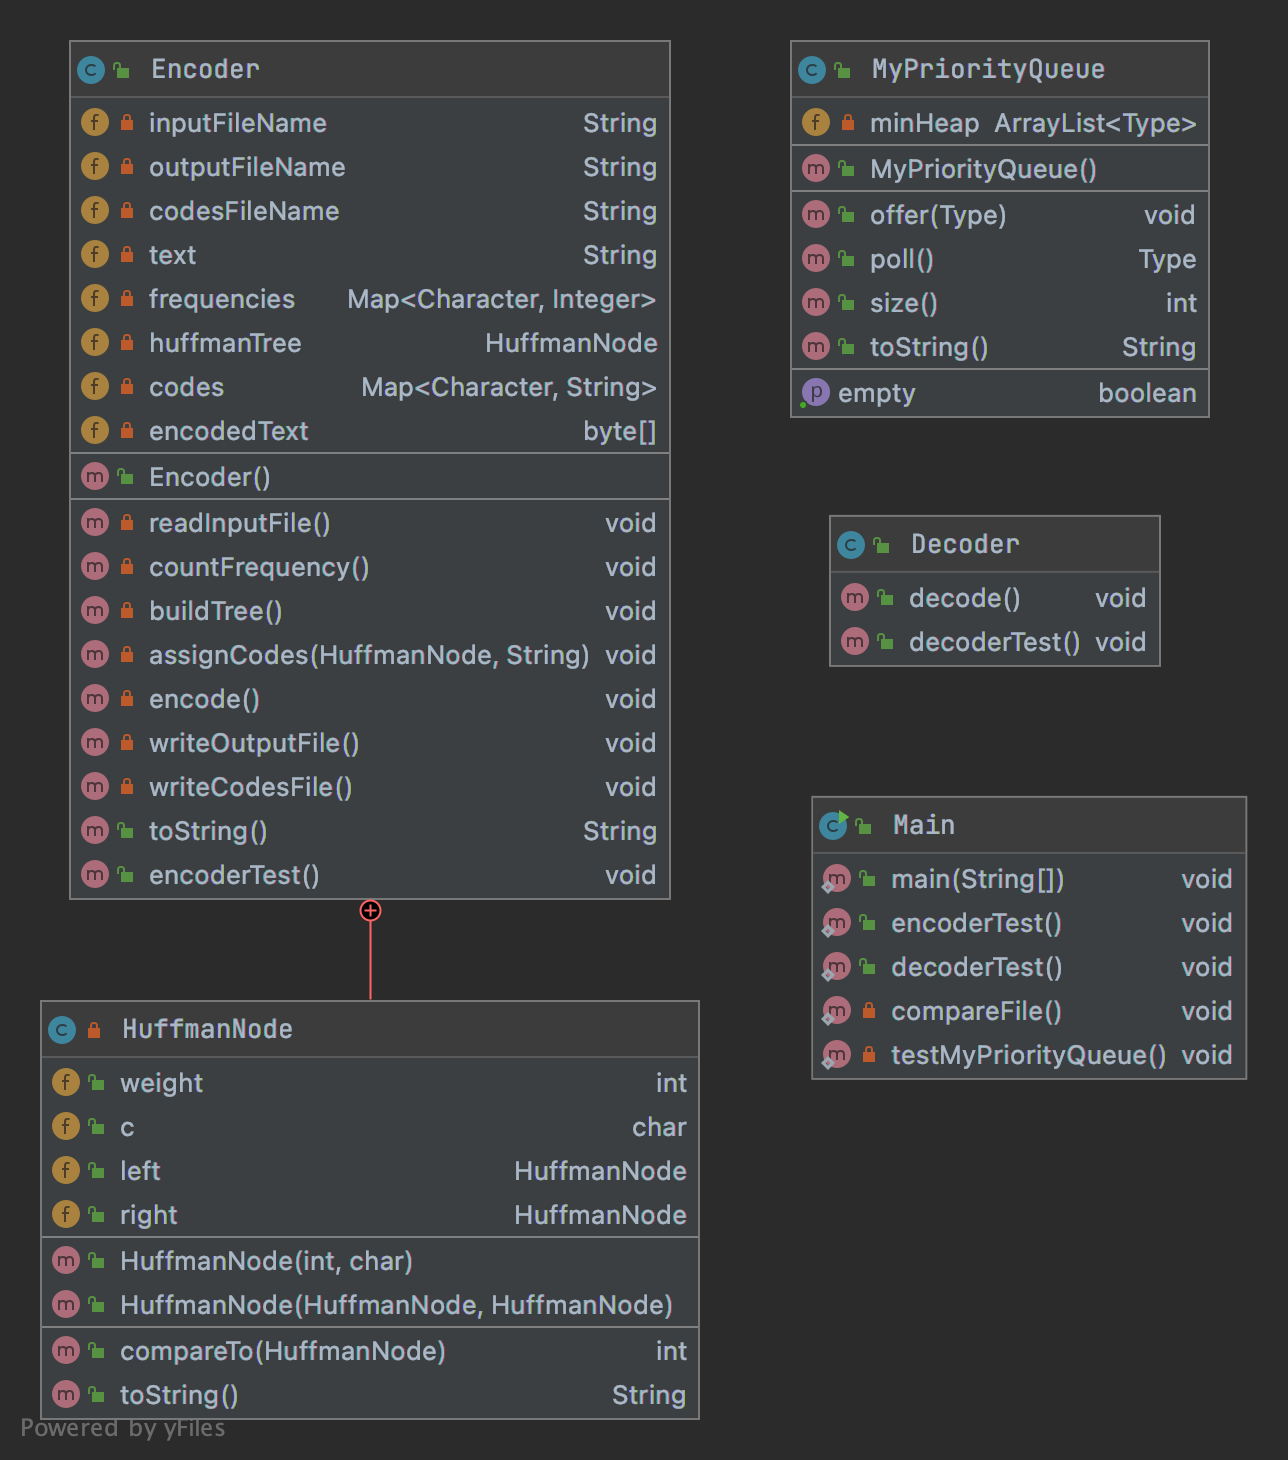 Encoder
inputFileName String
outputFileName String
codesFileName String
text String
frequencies Map<Character, Integer>
huffmanTree HuffmanNode
codes Map<Character, String>
encodedText byte[]
Encoder()
readInputFile() void
countFrequency() void
buildTree() void
assignCodes(HuffmanNode, String) void
encode() void
writeOutputFile() void
writeCodesFile() void
toString() String
encoderTest() void
HuffmanNode
weight int
c char
left HuffmanNode
right HuffmanNode
HuffmanNode(int, char)
HuffmanNode(HuffmanNode, HuffmanNode)
compareTo(HuffmanNode) int
toString() String
MyPriorityQueue
minHeap ArrayList<Type>
MyPriorityQueue()
offer(Type) void
poll() Type
size() int
toString() String
empty boolean
Decoder
decode() void
decoderTest() void
Main
main(String[]) void
encoderTest() void
decoderTest() void
compareFile() void
testMyPriorityQueue() void
Powered by yFiles